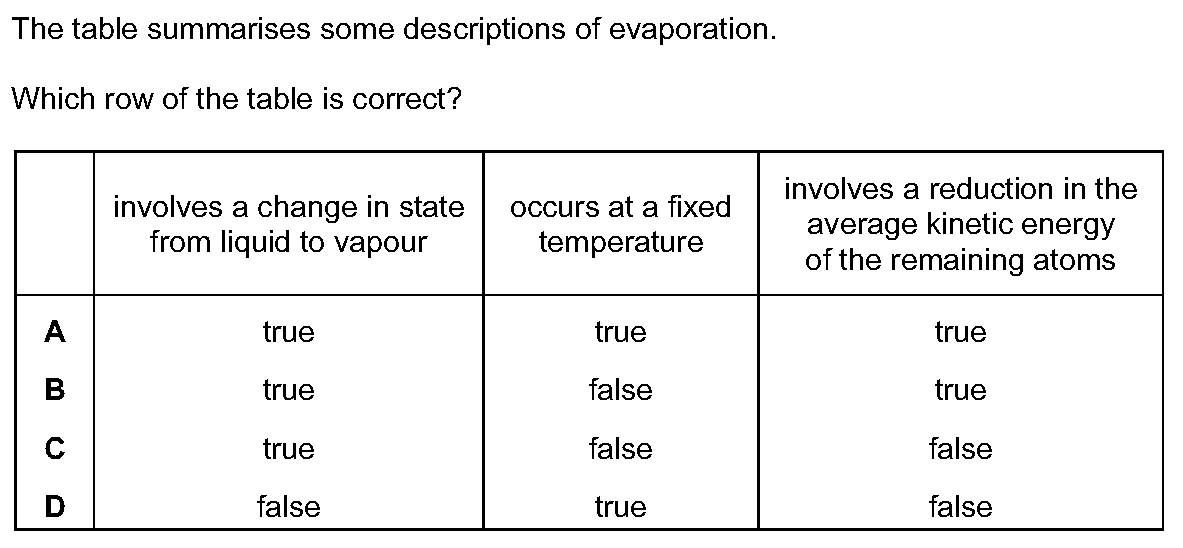 The table summarises some descriptions of evaporation.
Which row of the table is correct?
involves a change in state
from liquid to vapour
occurs at a fixed
temperature
involves a reduction in the
average kinetic energy
of the remaining atoms
A true true true
B true false true
C true false false
D false true false